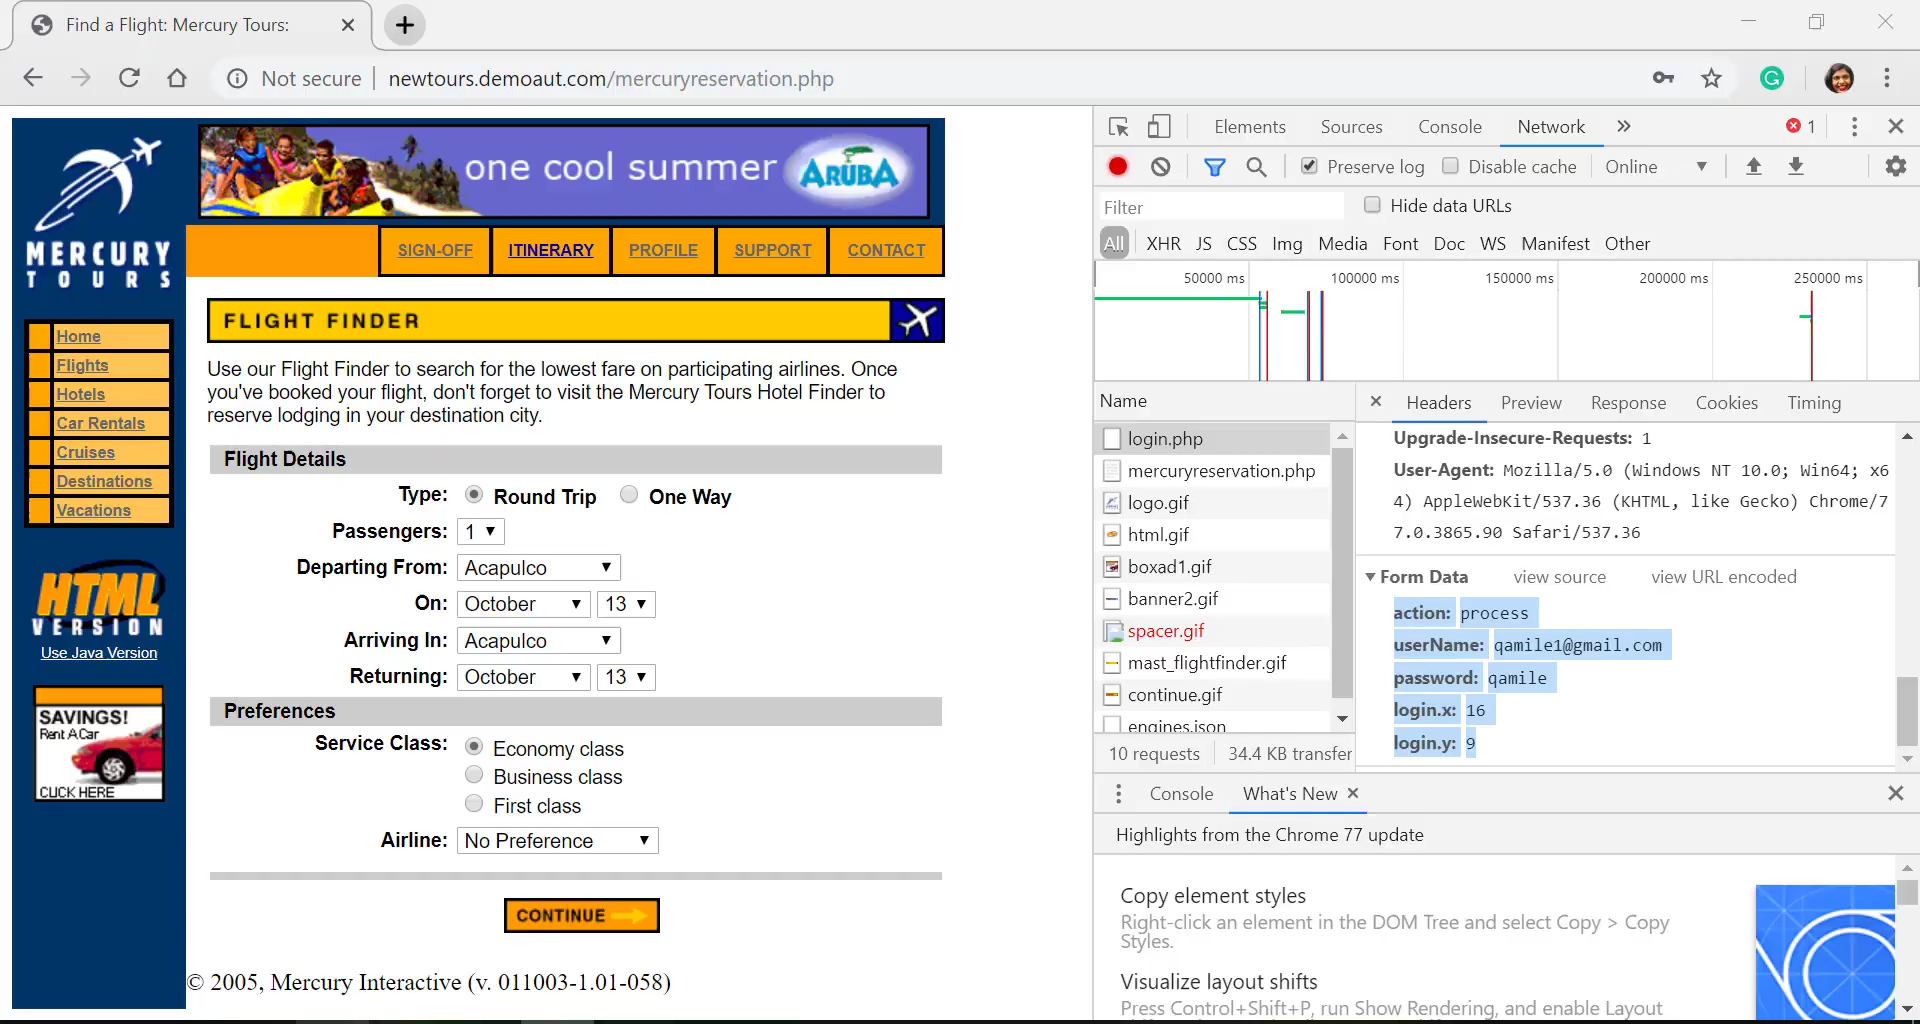 Find a Flight: Mercury Tours:
Not secure
newtours.demoaut.com/mercuryreservation.php
one cool summer
ARUBA
MERCURY
TOURS
SIGN-OFF
ITINERARY
PROFILE
SUPPORT
CONTACT
Home
Flights
Hotels
Car Rentals
Cruises
Destinations
Vacations
HTML
VERSION
Use Java Version
SAVINGS!
Rent A Car
CLICK HERE
FLIGHT FINDER
Use our Flight Finder to search for the lowest fare on participating airlines. Once
you've booked your flight, don't forget to visit the Mercury Tours Hotel Finder to
reserve lodging in your destination city.
Flight Details
Type: Round Trip One Way
Passengers: 1
Departing From: Acapulco
On: October 13
Arriving In: Acapulco
Returning: October 13
Preferences
Service Class: Economy class
Business class
First class
Airline: No Preference
CONTINUE
© 2005, Mercury Interactive (v. 011003-1.01-058)
Elements Sources Console Network » 1
Preserve log Disable cache Online
Filter Hide data URLs
All XHR JS CSS Img Media Font Doc WS Manifest Other
50000 ms 100000 ms 150000 ms 200000 ms 250000 ms
Name
login.php
mercuryreservation.php
logo.gif
html.gif
boxad1.gif
banner2.gif
spacer.gif
mast_flightfinder.gif
continue.gif
engines.json
10 requests 34.4 KB transfer
Headers Preview Response Cookies Timing
Upgrade-Insecure-Requests: 1
User-Agent: Mozilla/5.0 (Windows NT 10.0; Win64; x6
4) AppleWebKit/537.36 (KHTML, like Gecko) Chrome/7
7.0.3865.90 Safari/537.36
Form Data view source view URL encoded
action: process
userName: qamile1@gmail.com
password: qamile
login.x: 16
login.y: 9
Console What's New
Highlights from the Chrome 77 update
Copy element styles
Right-click an element in the DOM Tree and select Copy > Copy
Styles.
Visualize layout shifts
Press Control+Shift+P, run Show Rendering, and enable Layout